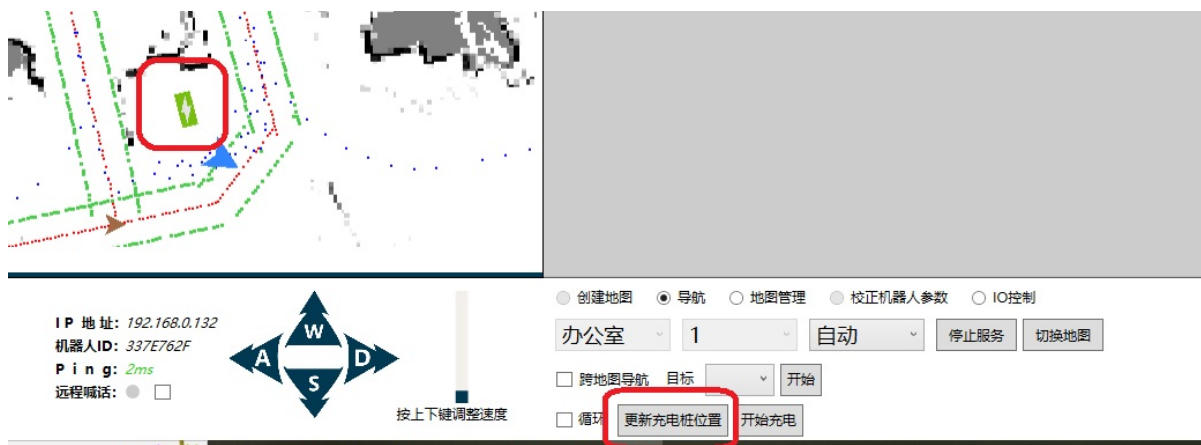 创建地图 导航 地图管理 校正机器人参数 IO控制
IP 地址: 192.168.0.132
机器人ID: 337E762F
Ping: 2ms
远程喊话:
W
A D
S
按上下键调整速度
办公室 1 自动 停止服务 切换地图
跨地图导航 目标 开始
循环 更新充电桩位置 开始充电